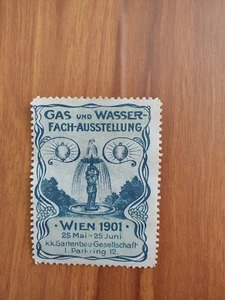 GAS UND WASSER-
FACH-AUSSTELLUNG
· WIEN 1901 ·
25 Mai - 25 Juni
k.k. Gartenbau-Gesellschaft
I Parkring 12.